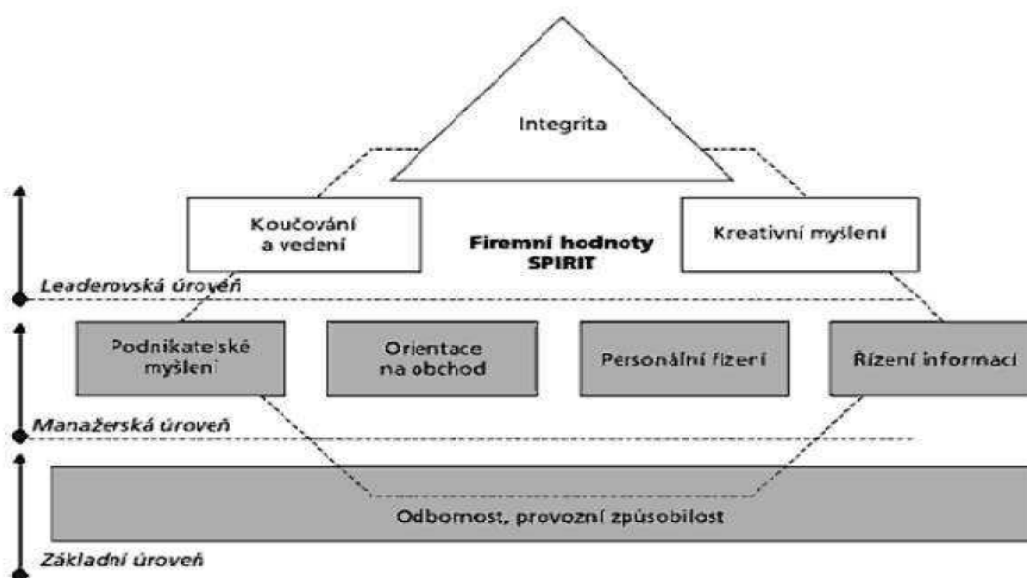 Integrita
Koučování
a vedení
Firemní hodnoty
SPIRIT
Kreativní myšlení
Leaderovská úroveň
Podnikatelské
myšlení
Orientace
na obchod
Personální řízení
Řízení informací
Manažerská úroveň
Odbornost, provozní způsobilost
Základní úroveň